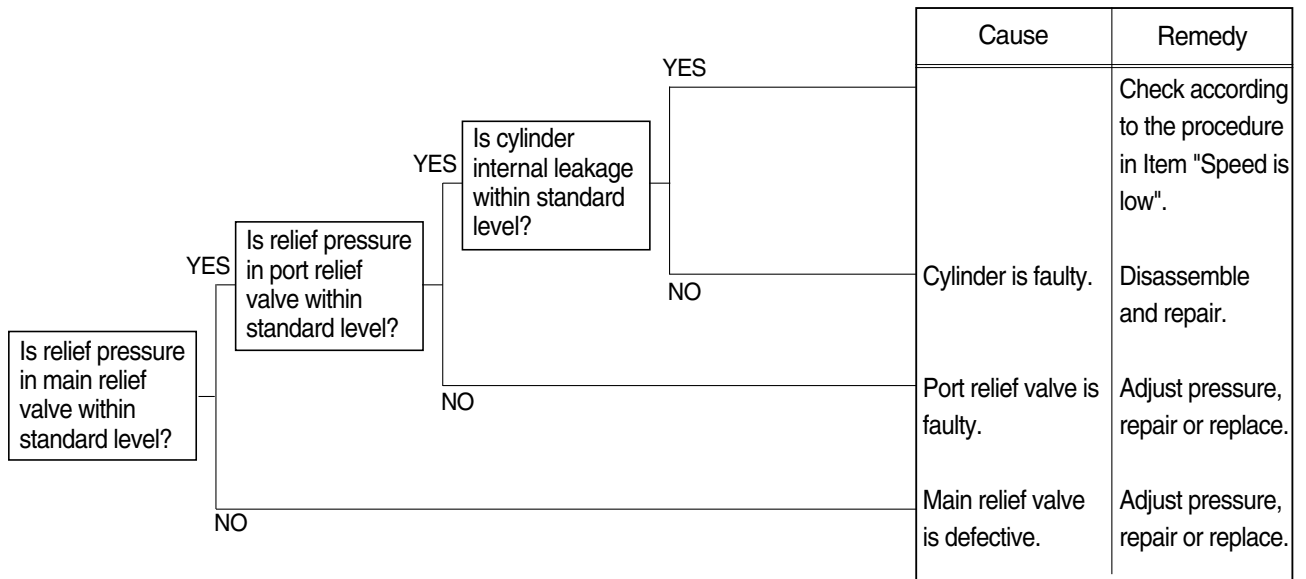 Cause
Remedy
YES
Check according
to the procedure
in Item "Speed is
low".
YES
Is cylinder
internal leakage
within standard
level?
YES
Is relief pressure
in port relief
valve within
standard level?
NO
Cylinder is faulty.
Disassemble
and repair.
Is relief pressure
in main relief
valve within
standard level?
NO
Port relief valve is
faulty.
Adjust pressure,
repair or replace.
NO
Main relief valve
is defective.
Adjust pressure,
repair or replace.